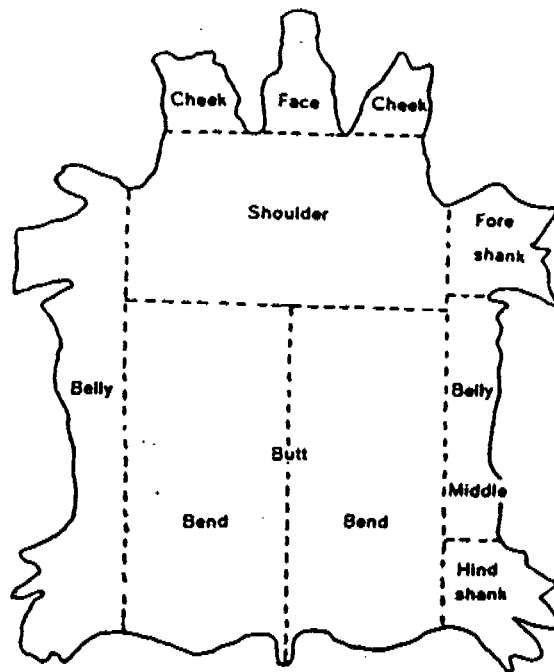 Cheek
Face
Cheek
Shoulder
Fore
shank
Belly
Belly
Butt
Middle
Bend
Bend
Hind
shank